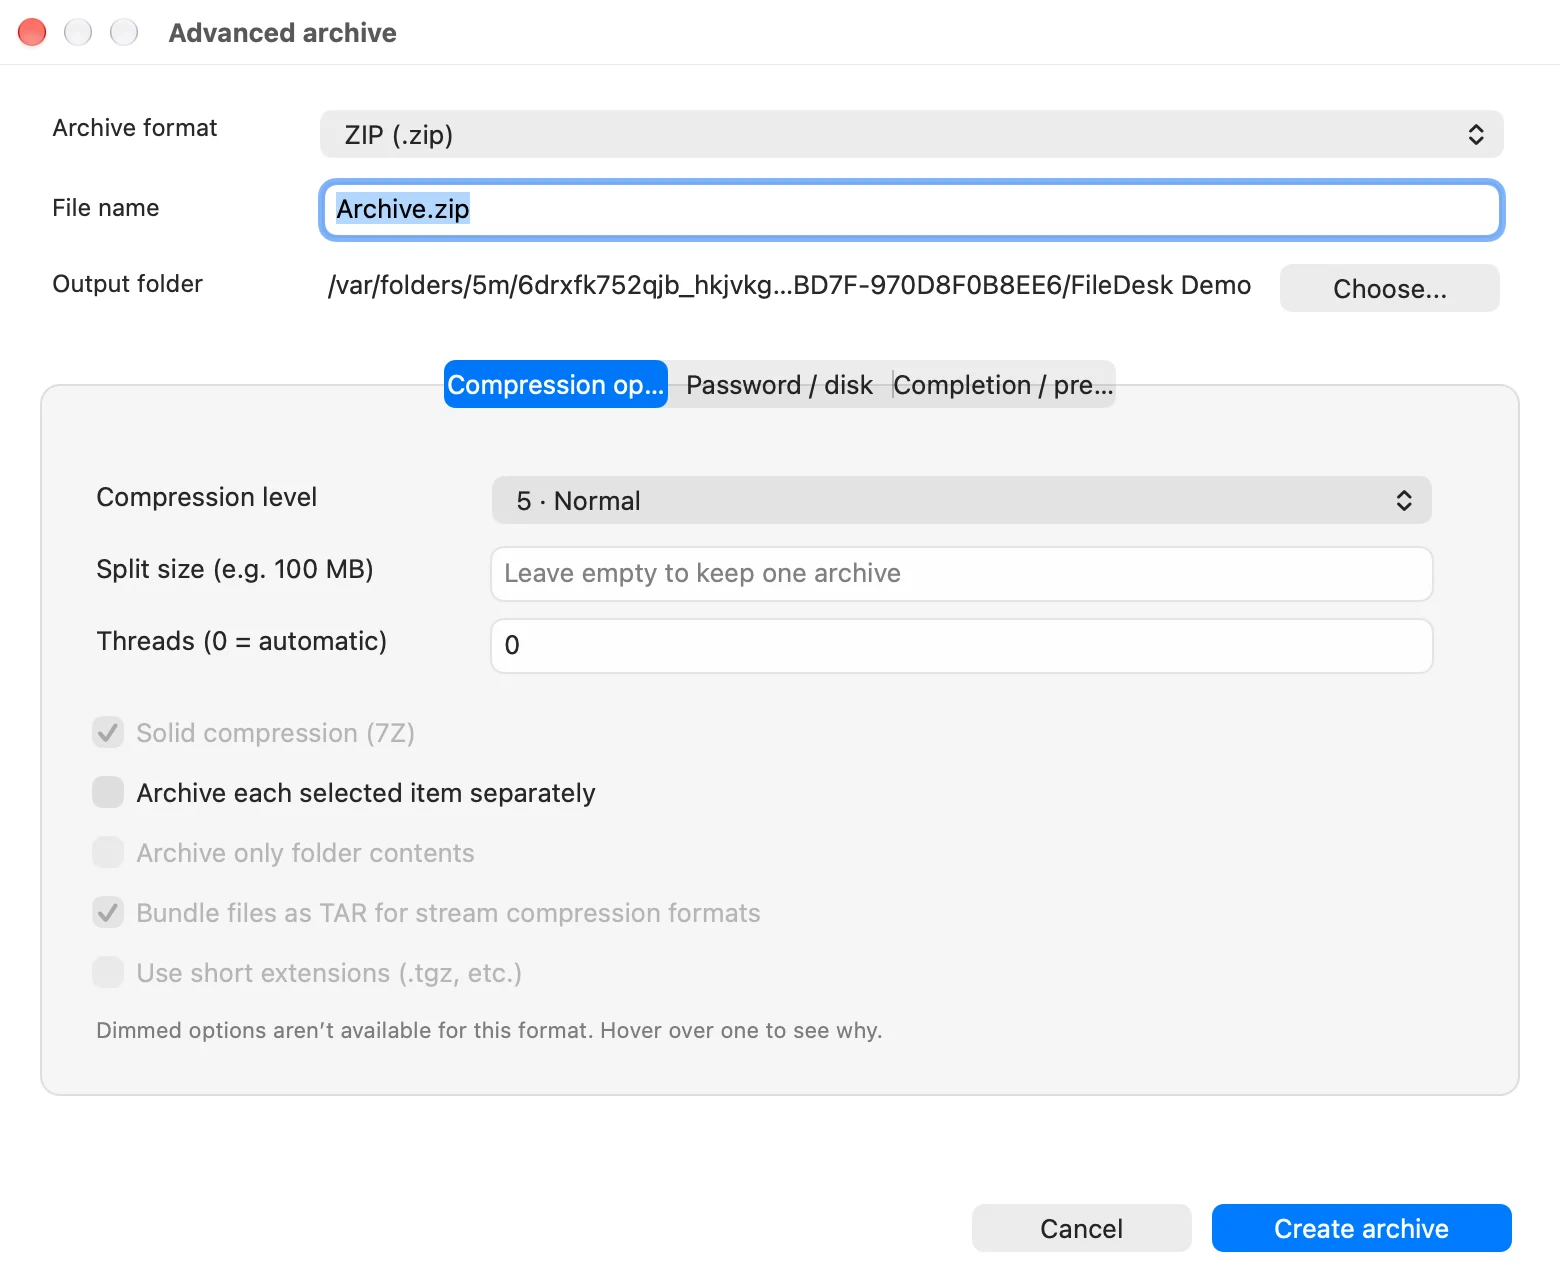 Advanced archive
Archive format
ZIP (.zip)
File name
Archive.zip
Output folder
/var/folders/5m/6drxfk752qjb_hkjvkg...BD7F-970D8F0B8EE6/FileDesk Demo
Choose...
Compression op...
Password / disk
Completion / pre...
Compression level
5 · Normal
Split size (e.g. 100 MB)
Leave empty to keep one archive
Threads (0 = automatic)
0
Solid compression (7Z)
Archive each selected item separately
Archive only folder contents
Bundle files as TAR for stream compression formats
Use short extensions (.tgz, etc.)
Dimmed options aren’t available for this format. Hover over one to see why.
Cancel
Create archive